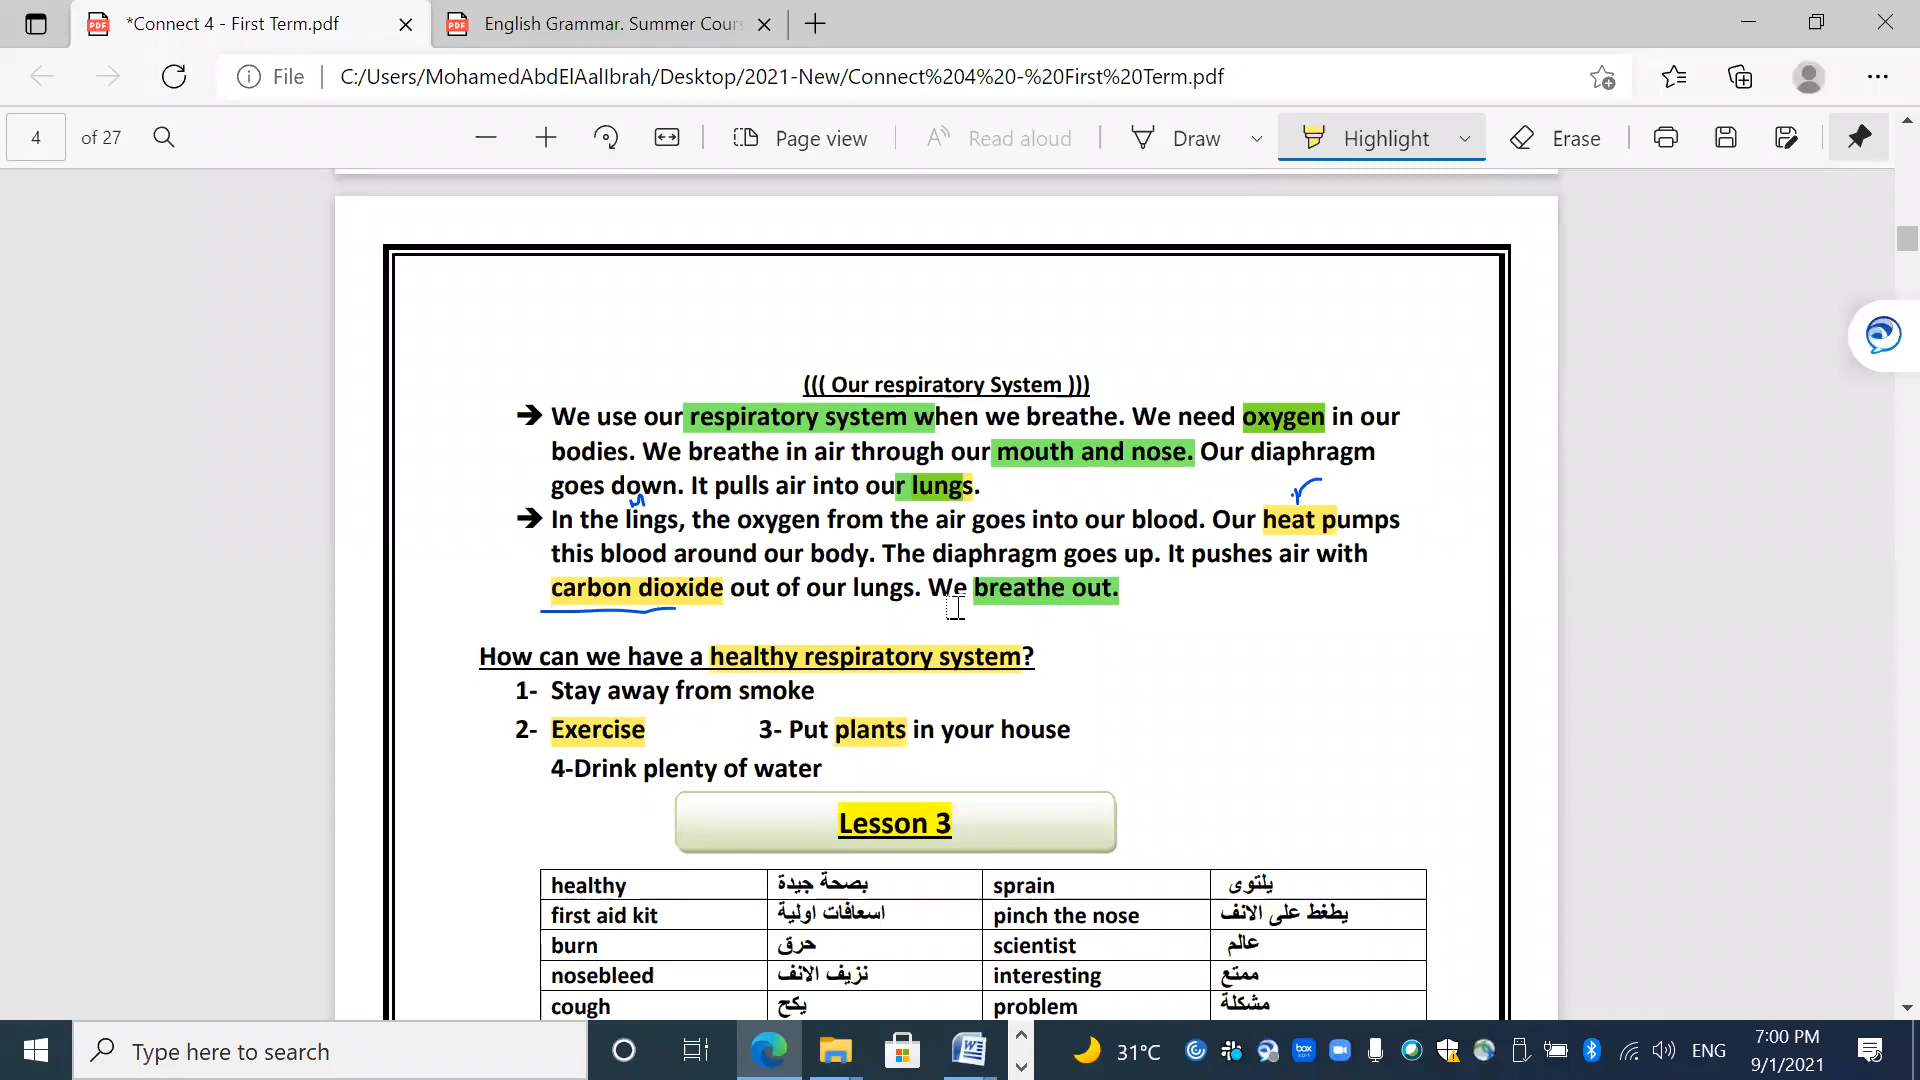 *Connect 4 - First Term.pdf
English Grammar. Summer Cour
File
C:/Users/MohamedAbdElAalIbrah/Desktop/2021-New/Connect%204%20-%20First%20Term.pdf
4 of 27
Page view
Read aloud
Draw
Highlight
Erase
((( Our respiratory System )))
We use our respiratory system when we breathe. We need oxygen in our
bodies. We breathe in air through our mouth and nose. Our diaphragm
goes down. It pulls air into our lungs.
In the lings, the oxygen from the air goes into our blood. Our heat pumps
this blood around our body. The diaphragm goes up. It pushes air with
carbon dioxide out of our lungs. We breathe out.
How can we have a healthy respiratory system?
1- Stay away from smoke
2- Exercise 3- Put plants in your house
4-Drink plenty of water
Lesson 3
healthy بصحة جيدة sprain يلتوى
first aid kit اسعافات اولية pinch the nose يطغط على الانف
burn حرق scientist عالم
nosebleed نزيف الانف interesting ممتع
cough يكح problem مشكلة
Type here to search
31°C
ENG
7:00 PM
9/1/2021